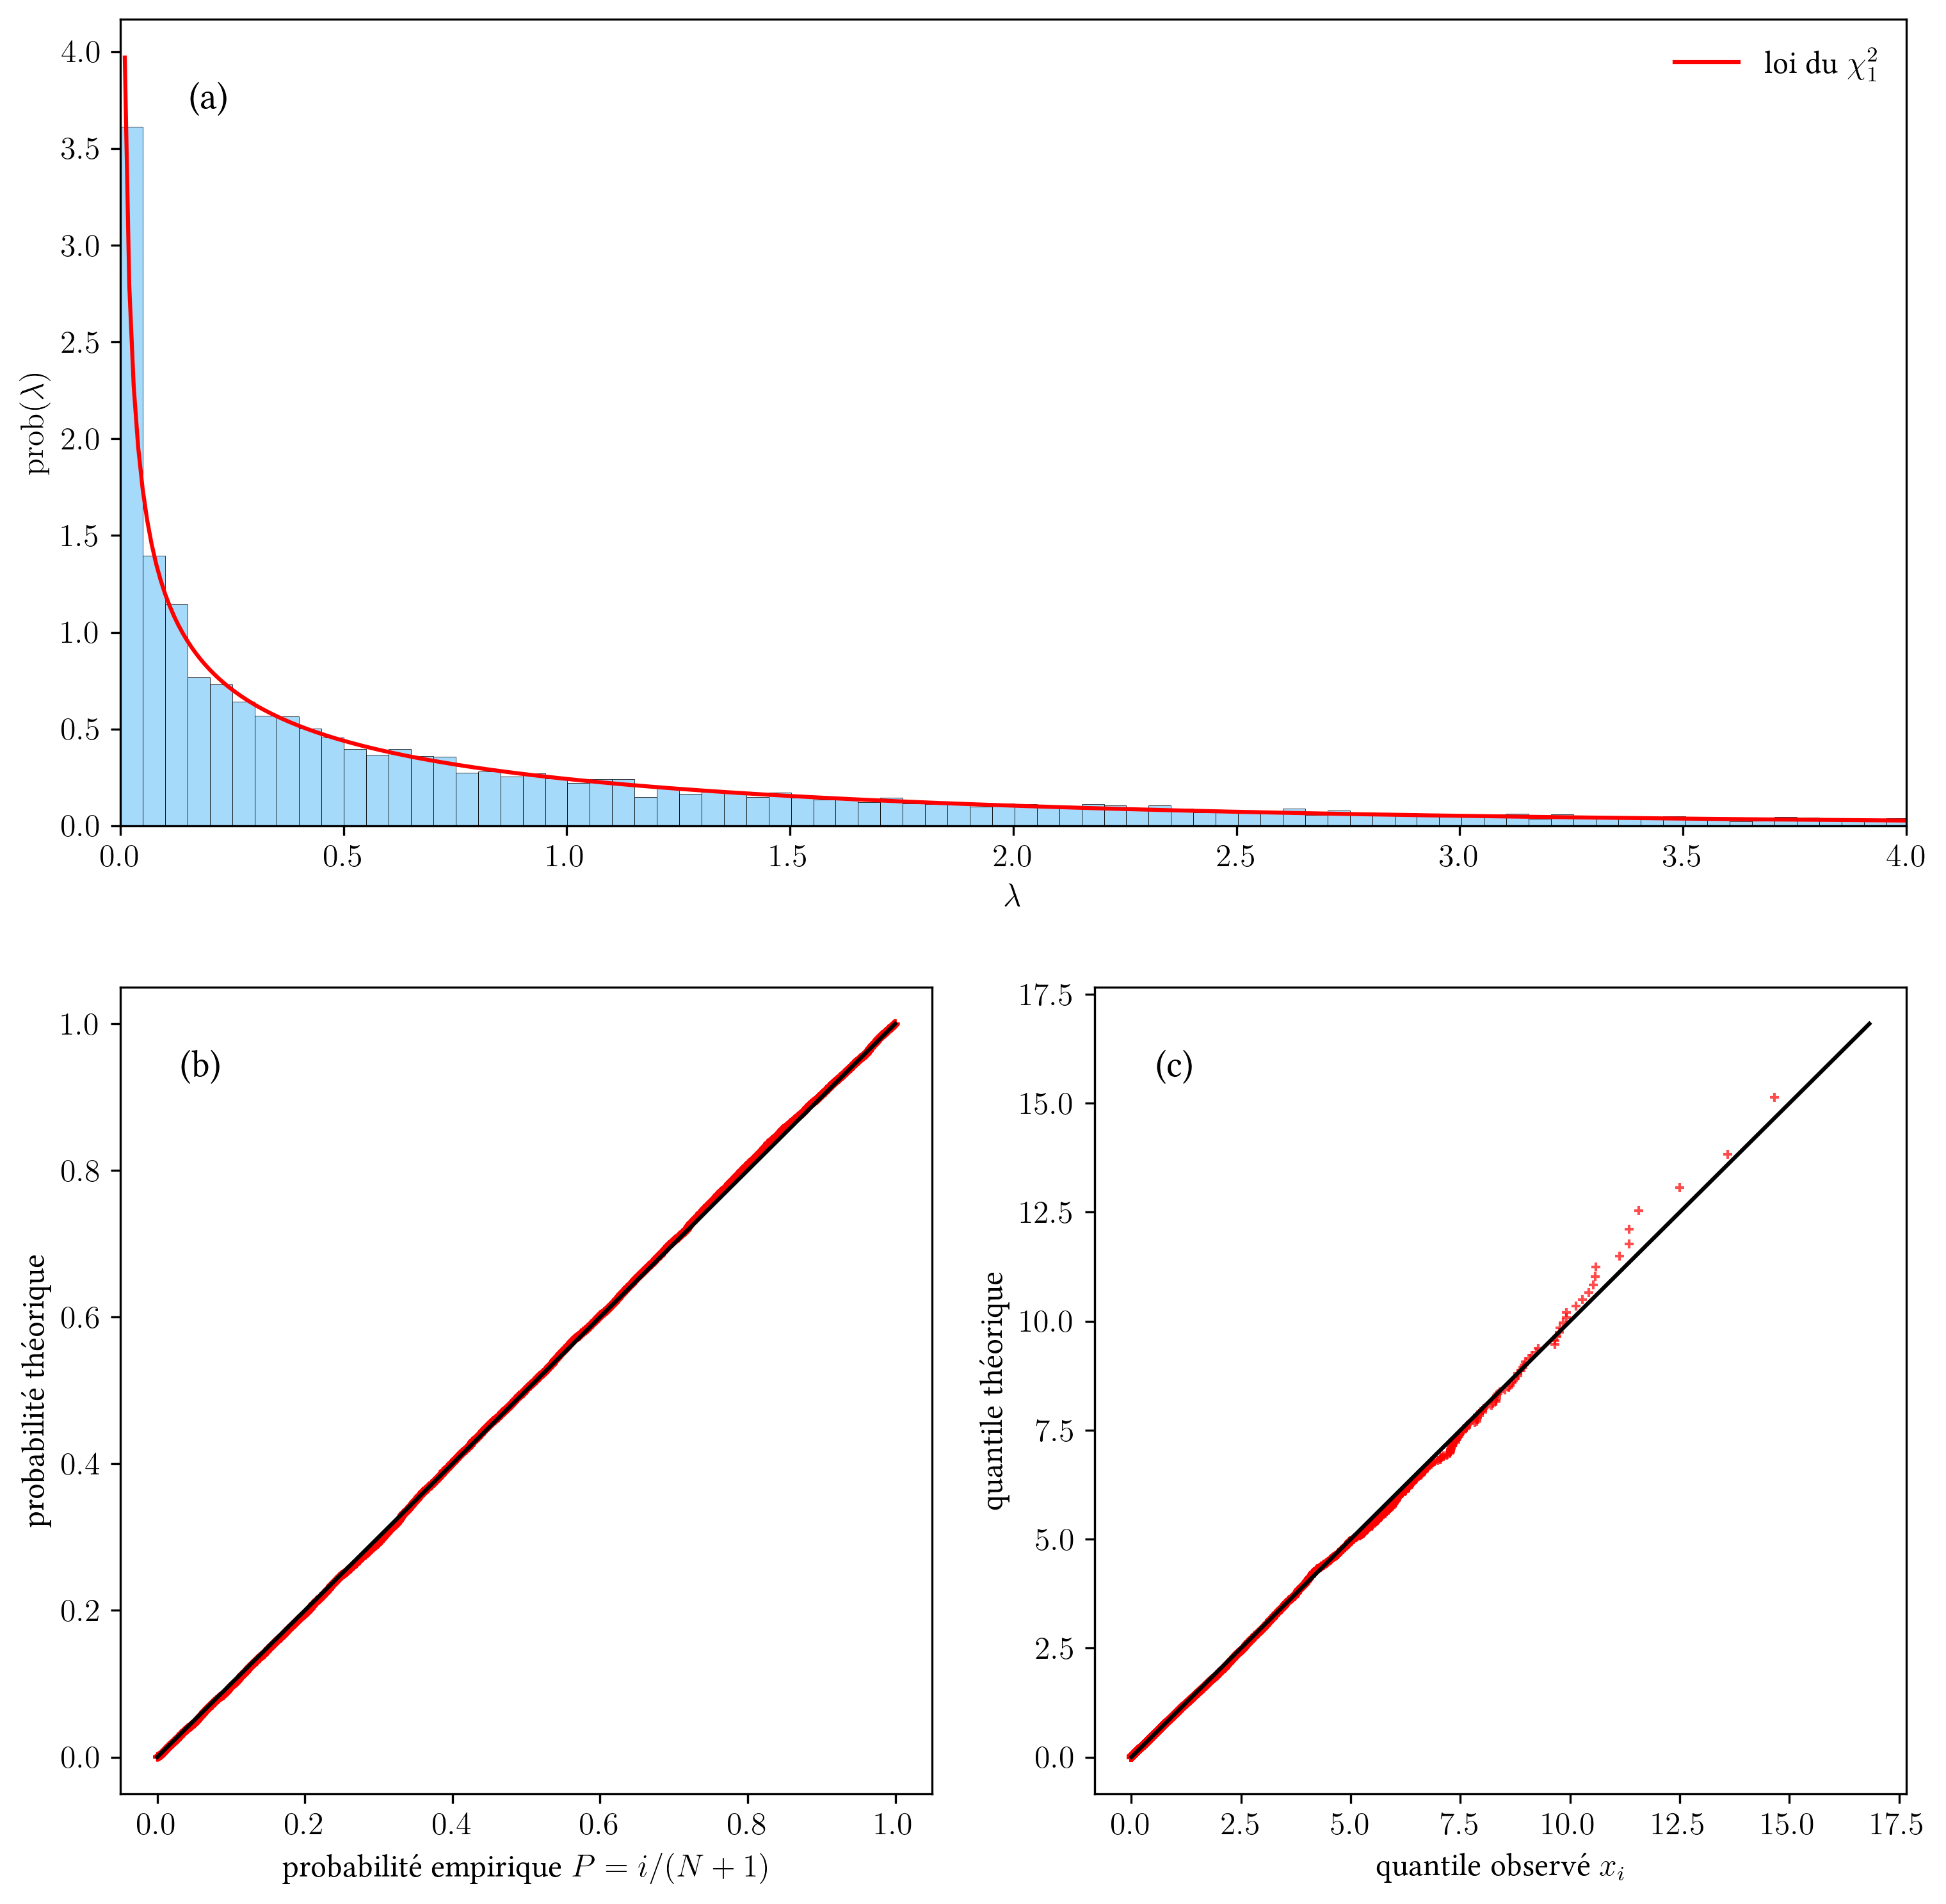 (a)
loi du χ₁²
prob(λ)
4.0
3.5
3.0
2.5
2.0
1.5
1.0
0.5
0.0
0.0 0.5 1.0 1.5 2.0 2.5 3.0 3.5 4.0
λ
(b)
probabilité théorique
1.0
0.8
0.6
0.4
0.2
0.0
0.0 0.2 0.4 0.6 0.8 1.0
probabilité empirique P = i/(N + 1)
(c)
quantile théorique
17.5
15.0
12.5
10.0
7.5
5.0
2.5
0.0
0.0 2.5 5.0 7.5 10.0 12.5 15.0 17.5
quantile observé xᵢ